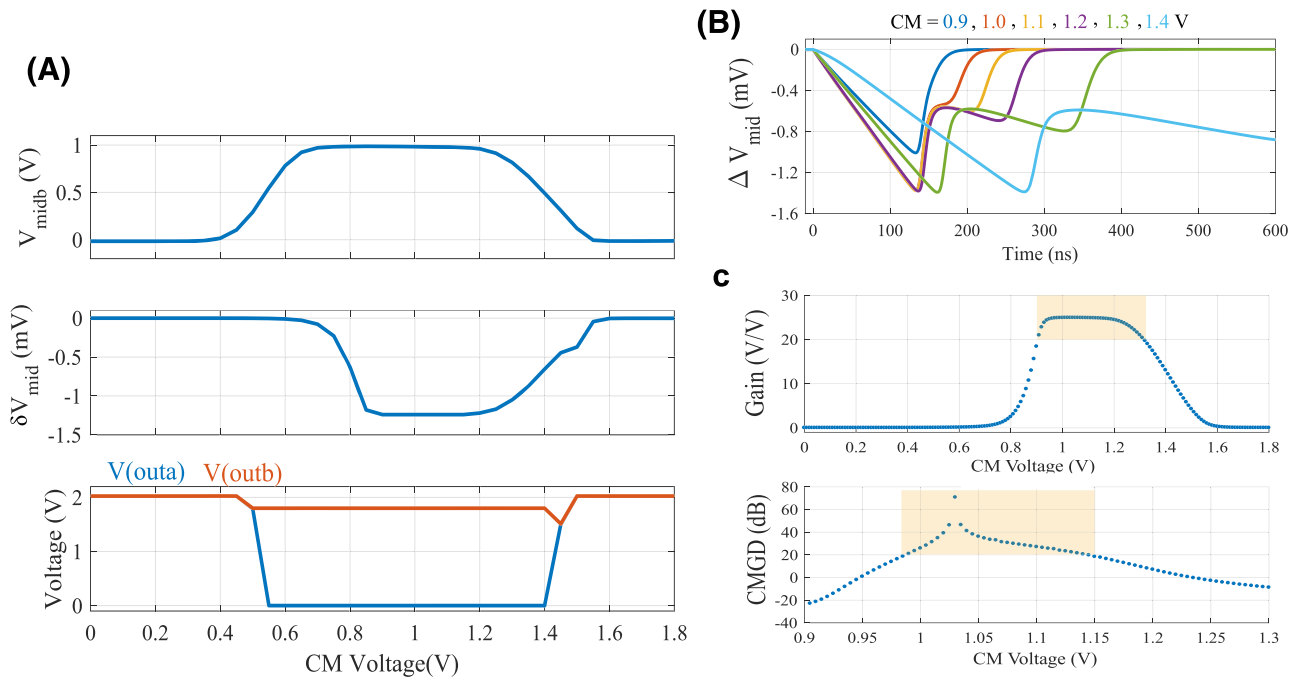 (A)
V_midb (V)
1
0.5
0
δV_mid (mV)
0
-0.5
-1
-1.5
V(outa) V(outb)
Voltage (V)
2
1
0
0 0.2 0.4 0.6 0.8 1.0 1.2 1.4 1.6 1.8
CM Voltage(V)
(B)
CM = 0.9 , 1.0 , 1.1 , 1.2 , 1.3 , 1.4 V
Δ V_mid (mV)
0
-0.4
-0.8
-1.2
-1.6
0 100 200 300 400 500 600
Time (ns)
c
Gain (V/V)
30
20
10
0
0 0.2 0.4 0.6 0.8 1 1.2 1.4 1.6 1.8
CM Voltage (V)
CMGD (dB)
80
60
40
20
0
-20
-40
0.9 0.95 1 1.05 1.1 1.15 1.2 1.25 1.3
CM Voltage (V)